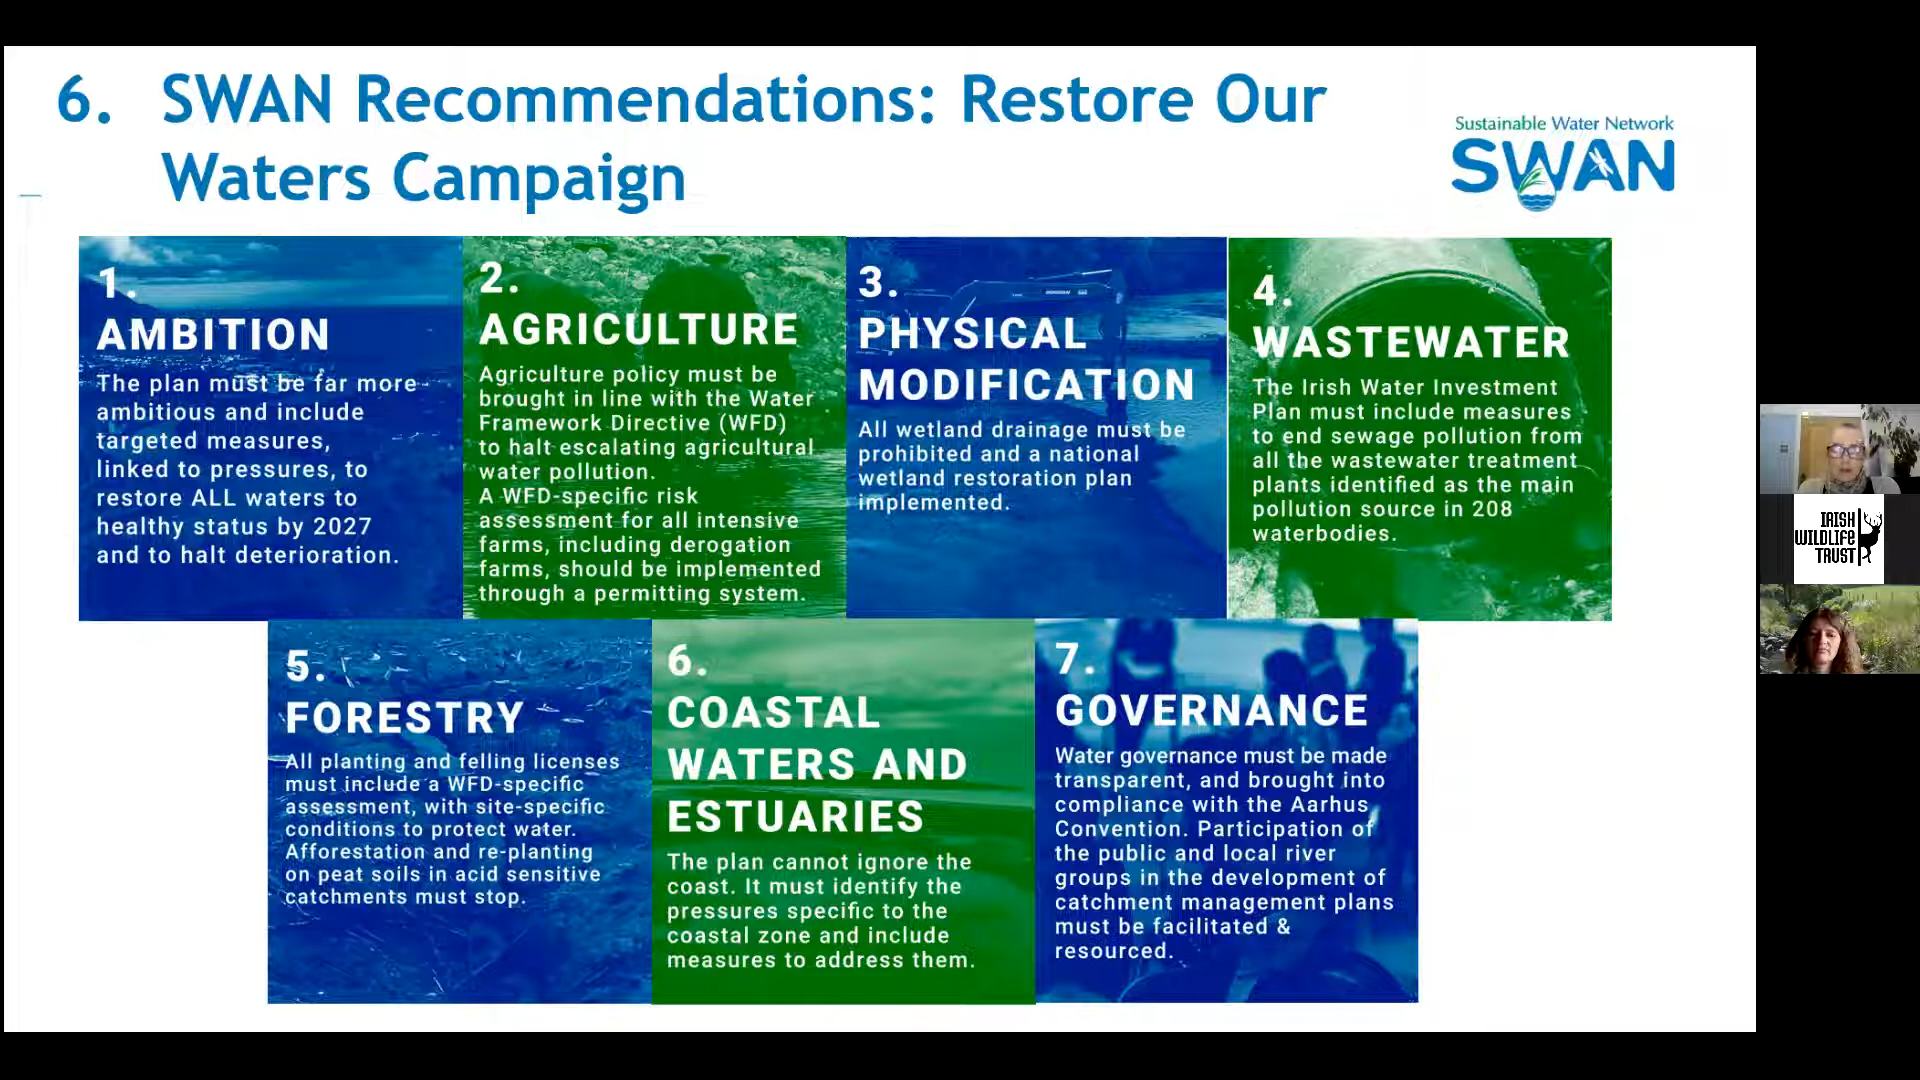 6. SWAN Recommendations: Restore Our
Waters Campaign
Sustainable Water Network
SWAN
1.
AMBITION
The plan must be far more
ambitious and include
targeted measures,
linked to pressures, to
restore ALL waters to
healthy status by 2027
and to halt deterioration.
2.
AGRICULTURE
Agriculture policy must be
brought in line with the Water
Framework Directive (WFD)
to halt escalating agricultural
water pollution.
A WFD-specific risk
assessment for all intensive
farms, including derogation
farms, should be implemented
through a permitting system.
3.
PHYSICAL
MODIFICATION
All wetland drainage must be
prohibited and a national
wetland restoration plan
implemented.
4.
WASTEWATER
The Irish Water Investment
Plan must include measures
to end sewage pollution from
all the wastewater treatment
plants identified as the main
pollution source in 208
waterbodies.
5.
FORESTRY
All planting and felling licenses
must include a WFD-specific
assessment, with site-specific
conditions to protect water.
Afforestation and re-planting
on peat soils in acid sensitive
catchments must stop.
6.
COASTAL
WATERS AND
ESTUARIES
The plan cannot ignore the
coast. It must identify the
pressures specific to the
coastal zone and include
measures to address them.
7.
GOVERNANCE
Water governance must be made
transparent, and brought into
compliance with the Aarhus
Convention. Participation of
the public and local river
groups in the development of
catchment management plans
must be facilitated &
resourced.
IRISH
WILDLIFE
TRUST